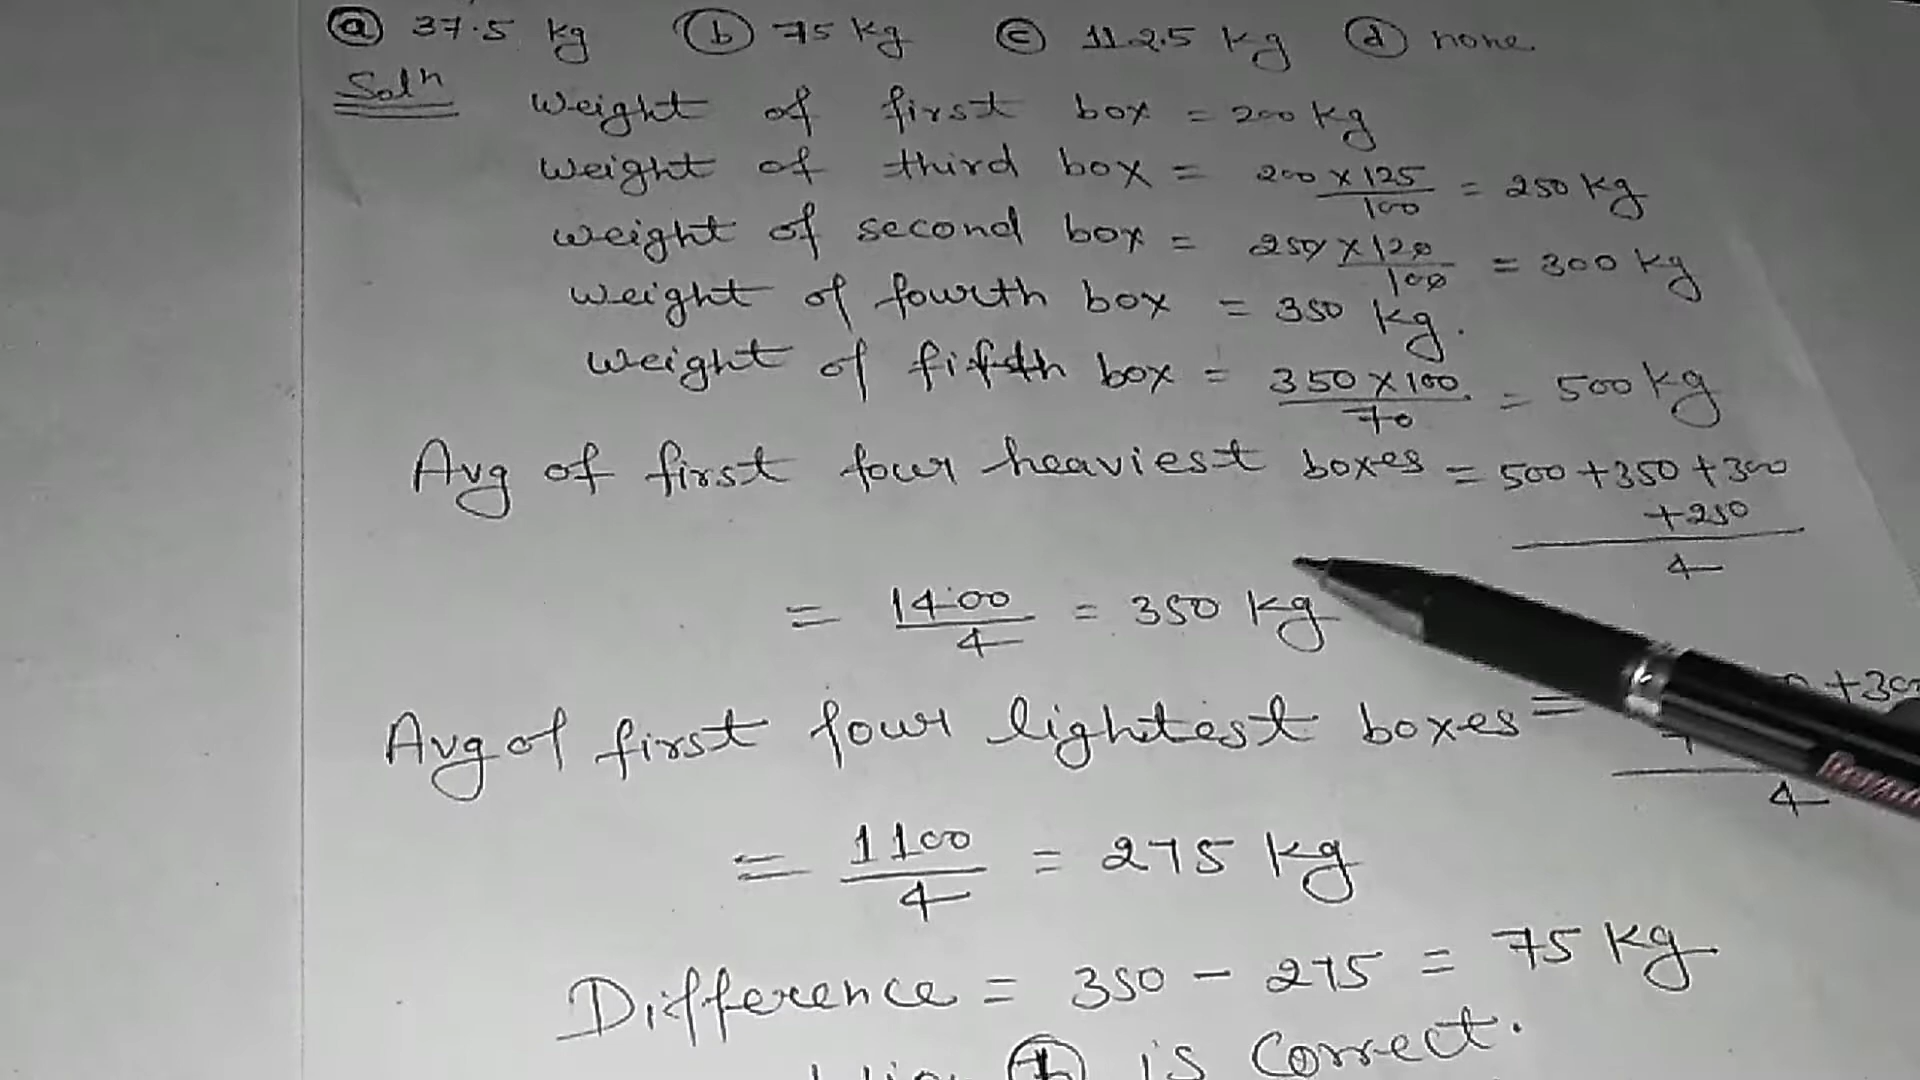 (a) 37.5 kg (b) 75 kg (c) 112.5 kg (d) none
Solⁿ Weight of first box = 200 kg
weight of third box = 200 x 125 / 100 = 250 kg
weight of second box = 250 x 120 / 100 = 300 kg
weight of fourth box = 350 kg.
weight of fifth box = 350 x 100 / 70 = 500 kg
Avg of first four heaviest boxes = 500 + 350 + 300
+250
4
= 1400 / 4 = 350 kg
Avg of first four lightest boxes = +300
4
= 1100 / 4 = 275 kg
Difference = 350 - 275 = 75 kg
(b) is correct.